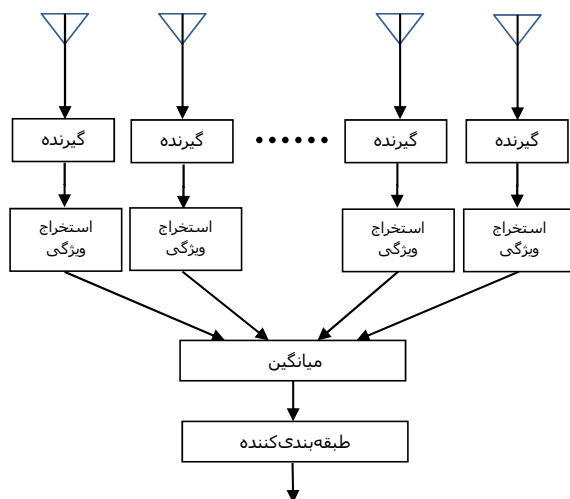 گیرنده
گیرنده
گیرنده
گیرنده
استخراج
ویژگی
استخراج
ویژگی
استخراج
ویژگی
استخراج
ویژگی
میانگین
طبقه‌بندی‌کننده